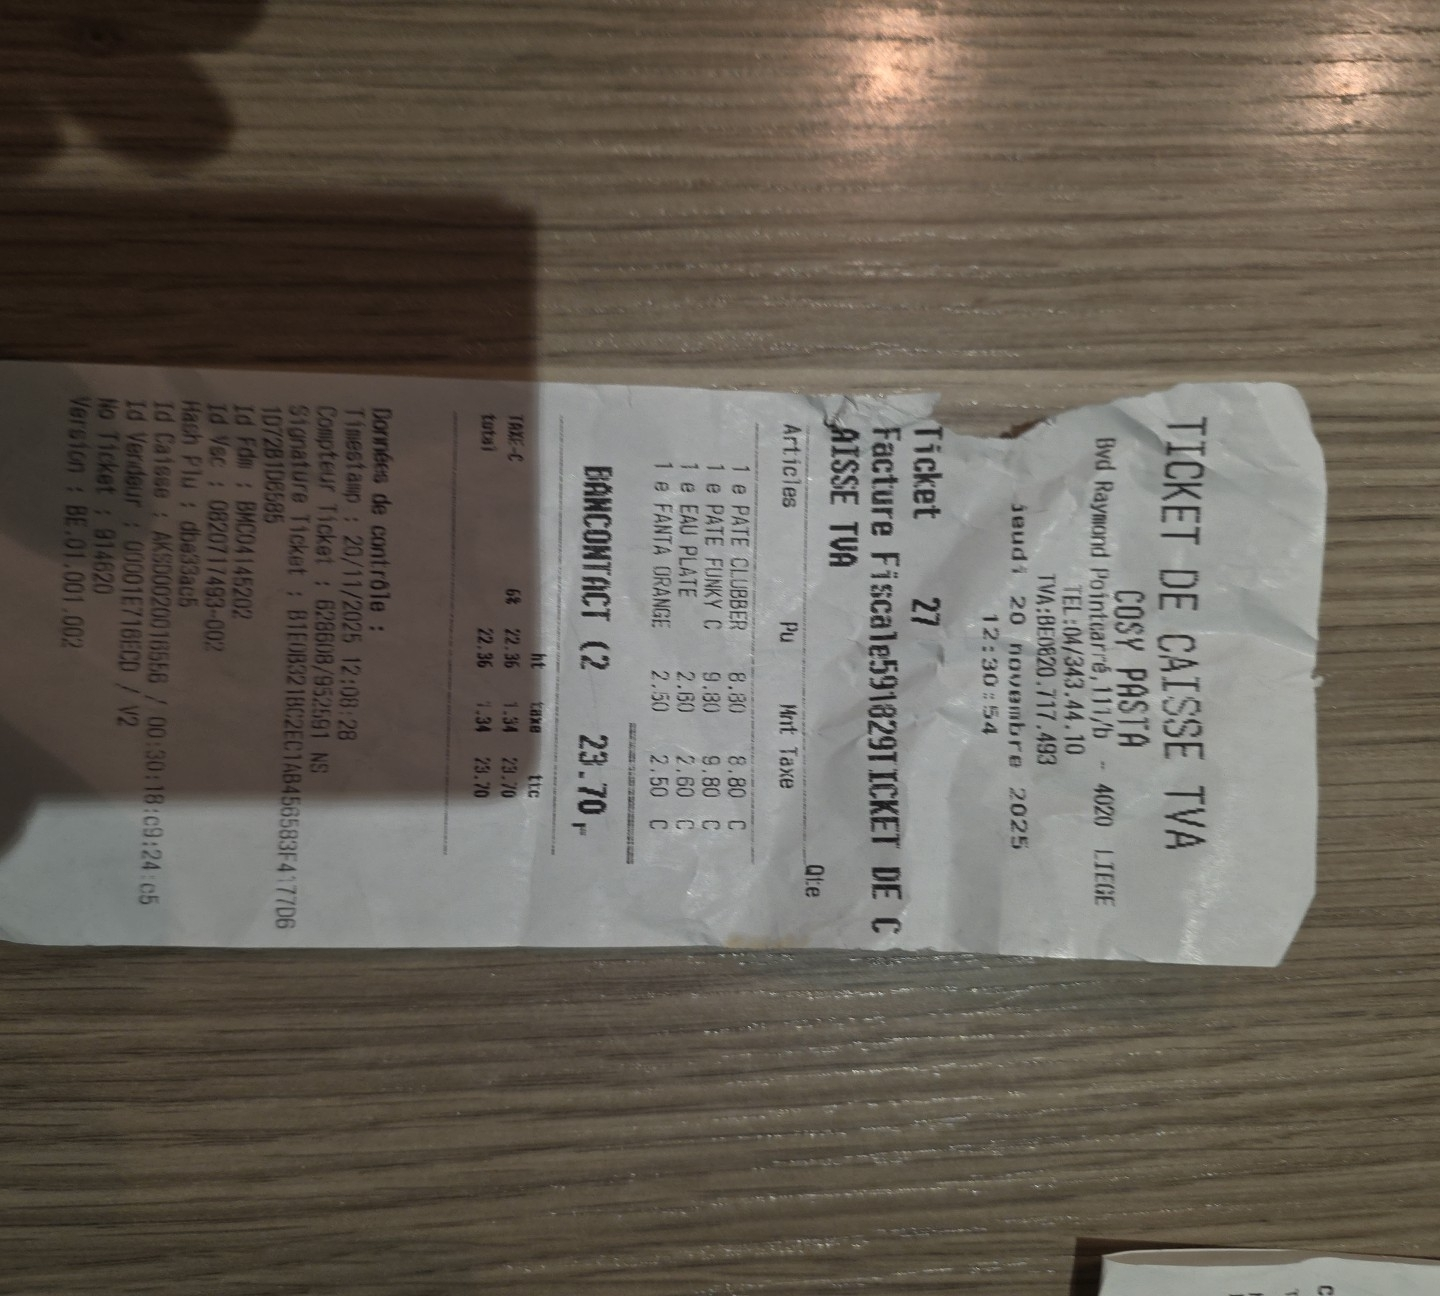 TICKET DE CAISSE TVA
COSY PASTA
Bvd Raymond Pointcarré,111/b - 4020 LIEGE
TEL:04/343.44.10
TVA:BE0820.717.493
jeudi 20 novembre 2025
12:30:54
Ticket 27
Facture Fiscale591829TICKET DE C
AISSE TVA
Qte
Articles Pu Mnt Taxe
1 e PATE CLUBBER 8.80 8.80 C
1 e PATE FUNKY C 9.80 9.80 C
1 e EAU PLATE 2.60 2.60 C
1 e FANTA ORANGE 2.50 2.50 C
BANCONTACT (2 23.70
ht taxe ttc
TAXE-C 6% 22.36 1.34 23.70
total 22.36 1.34 23.70
Données de contrôle :
Timestamp : 20/11/2025 12:08:28
Compteur Ticket : 628608/952691 NS
Signature Ticket :
1D72B1D6585
Id Fdm : BMC04145202
Id Vsc : 0820717493-002
Hash Plu : dbe33ac5
Id Caisse : / 00:30:18:c9:24:c5
Id Vendeur : / V2
No Ticket : 914620
Version : BE.01.001.002